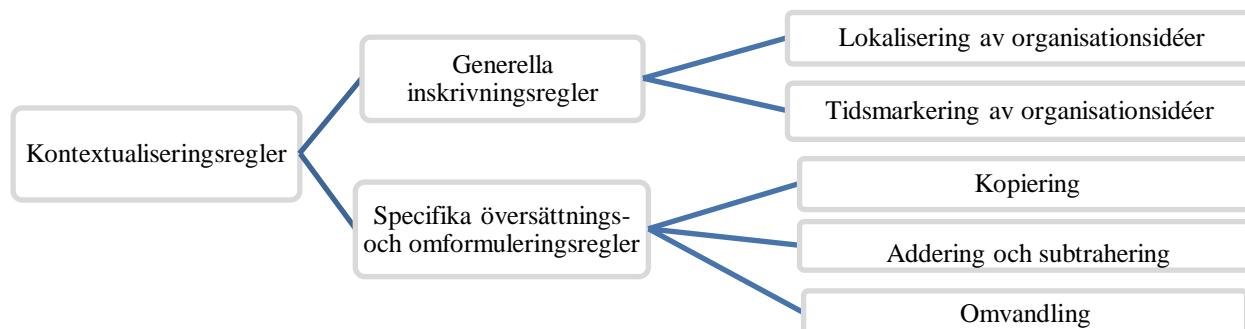 Kontextualiseringsregler
Generella
inskrivningsregler
Lokalisering av organisationsidéer
Tidsmarkering av organisationsidéer
Specifika översättnings-
och omformuleringsregler
Kopiering
Addering och subtrahering
Omvandling